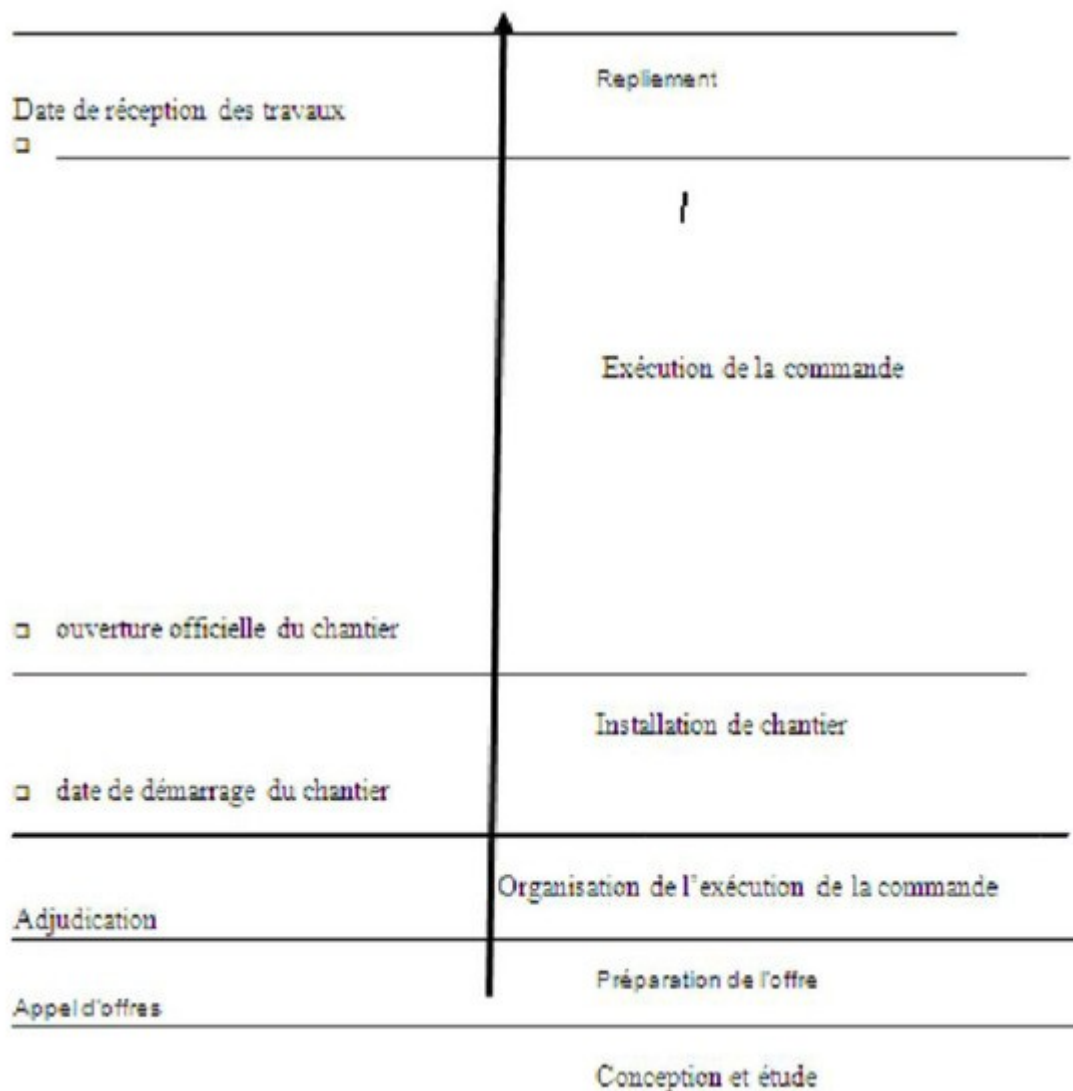 Repliement
Date de réception des travaux
Exécution de la commande
ouverture officielle du chantier
Installation de chantier
date de démarrage du chantier
Organisation de l'exécution de la commande
Adjudication
Préparation de l'offre
Appel d'offres
Conception et étude